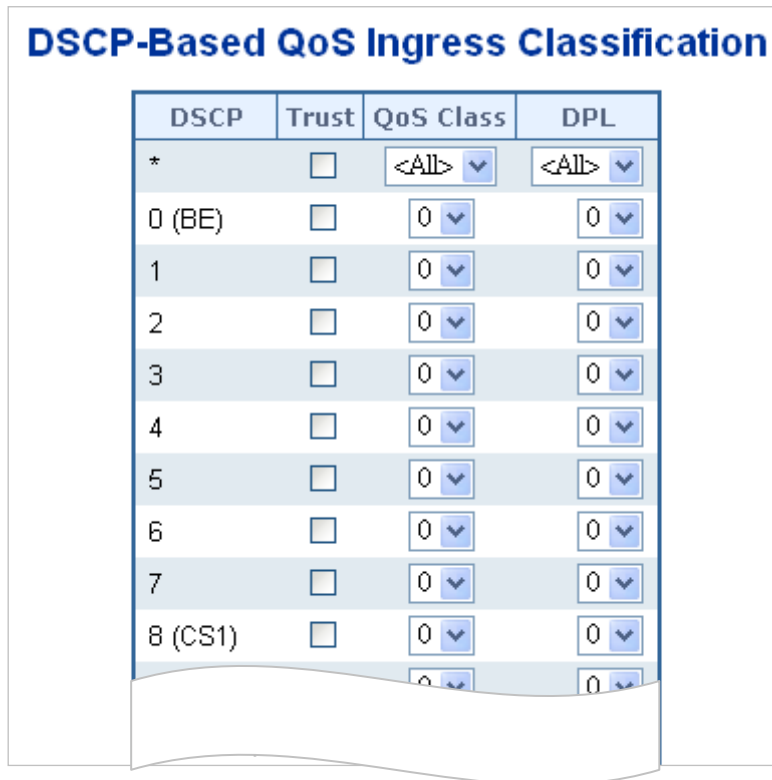 DSCP-Based QoS Ingress Classification
DSCP Trust QoS Class DPL
* <All> <All>
0 (BE) 0 0
1 0 0
2 0 0
3 0 0
4 0 0
5 0 0
6 0 0
7 0 0
8 (CS1) 0 0
0 0